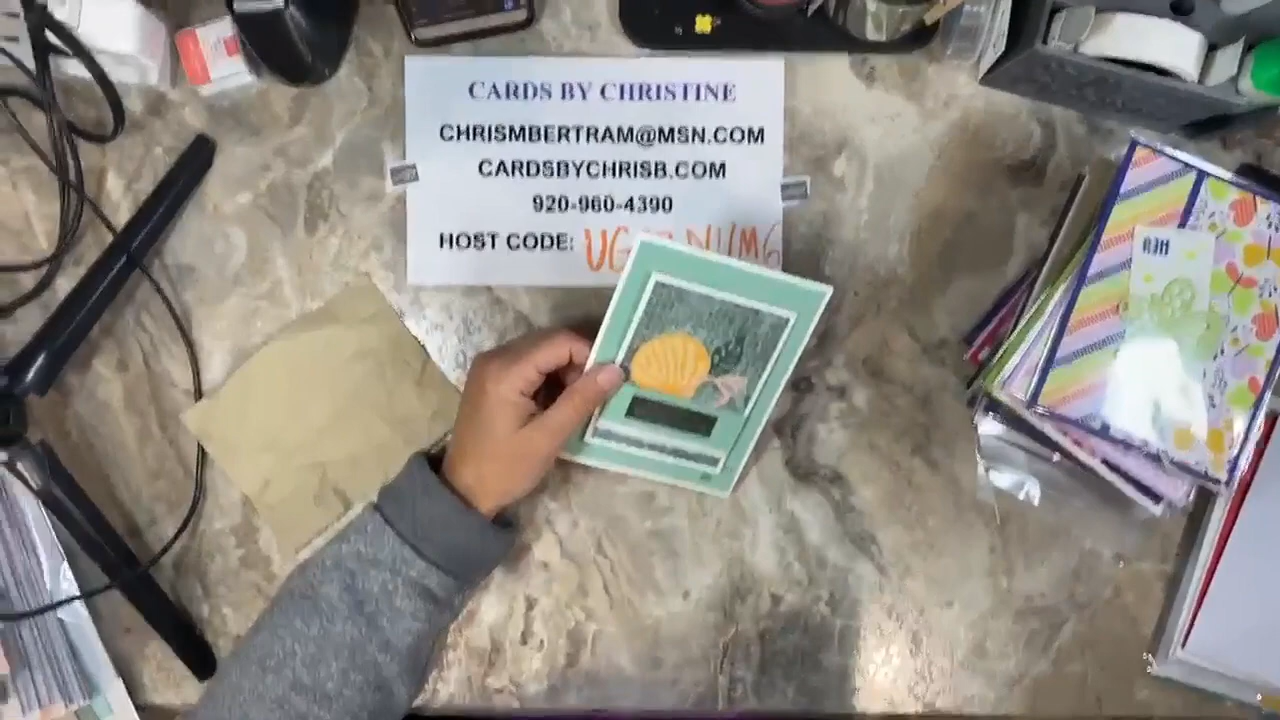 CARDS BY CHRISTINE
CHRISMBERTRAM@MSN.COM
CARDSBYCHRISB.COM
920-960-4390
HOST CODE: